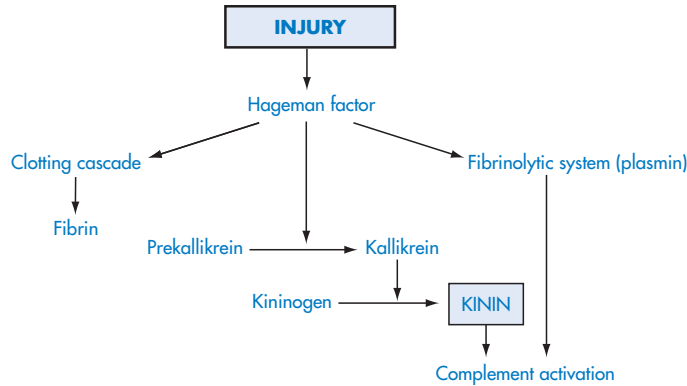 INJURY
Hageman factor
Clotting cascade
Fibrinolytic system (plasmin)
Fibrin
Prekallikrein
Kallikrein
Kininogen
KININ
Complement activation